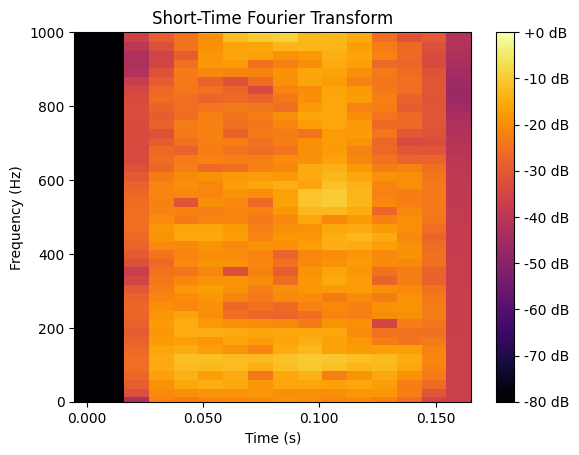 Short-Time Fourier Transform
1000
800
600
400
200
0
Frequency (Hz)
0.000
0.050
0.100
0.150
Time (s)
+0 dB
-10 dB
-20 dB
-30 dB
-40 dB
-50 dB
-60 dB
-70 dB
-80 dB